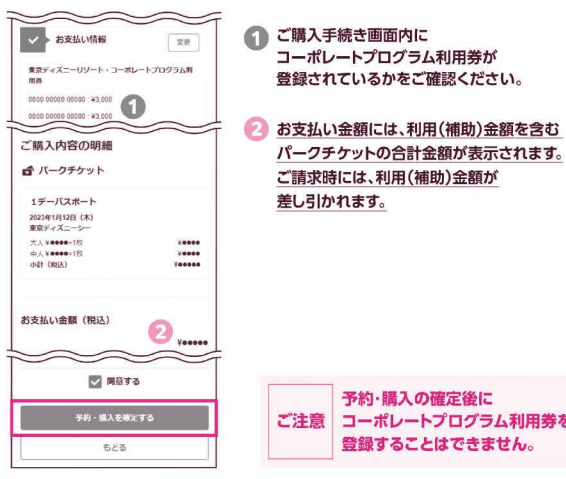 お支払い情報
変更
東京ディズニーリゾート・コーポレートプログラム利
用券
0000 00000 00000 : ¥3,000
0000 00000 00000 : ¥3,000
1
ご購入内容の明細
パークチケット
1デーパスポート
2023年1月12日（木）
東京ディズニーシー
大人 ¥●●●●×1枚 ¥●●●●
中人 ¥●●●●×1枚 ¥●●●●
小計（税込） ¥●●●●●
お支払い金額（税込）
2
¥●●●●●
同意する
予約・購入を確定する
もどる
1 ご購入手続き画面内に
コーポレートプログラム利用券が
登録されているかをご確認ください。
2 お支払い金額には、利用（補助）金額を含む
パークチケットの合計金額が表示されます。
ご請求時には、利用（補助）金額が
差し引かれます。
ご注意
予約・購入の確定後に
コーポレートプログラム利用券を
登録することはできません。